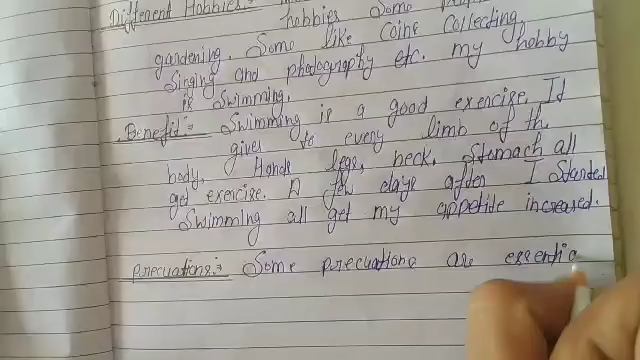 Different Hobbies:-
hobbies Some
gardening. Some like Coins Collecting,
Singing and photography etc. my hobby
is Swimming.
Benefit:- Swimming is a good exercise. It
gives to every limb of the
body, Hands legs, neck, Stomach all
get exercise. A few days after I Started
Swimming all get my appetite increased.
precuations:- Some precuations are essentia